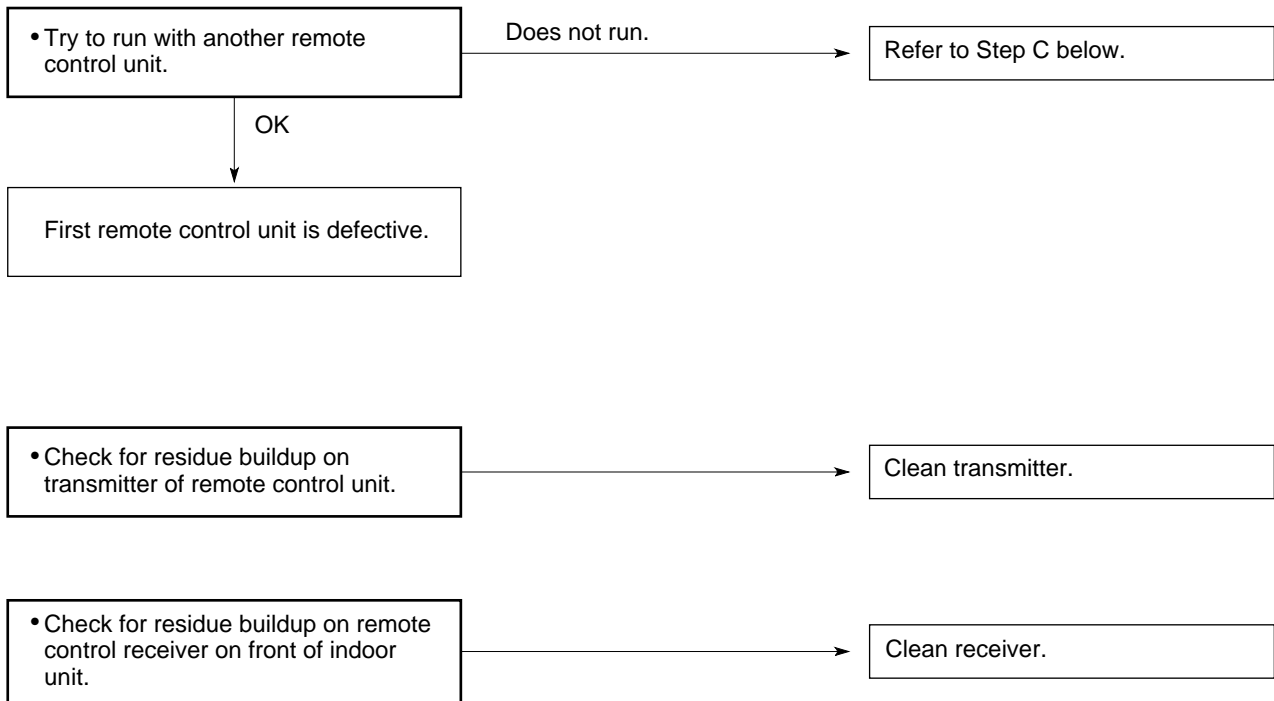 • Try to run with another remote
control unit.
Does not run.
Refer to Step C below.
OK
First remote control unit is defective.
• Check for residue buildup on
transmitter of remote control unit.
Clean transmitter.
• Check for residue buildup on remote
control receiver on front of indoor
unit.
Clean receiver.